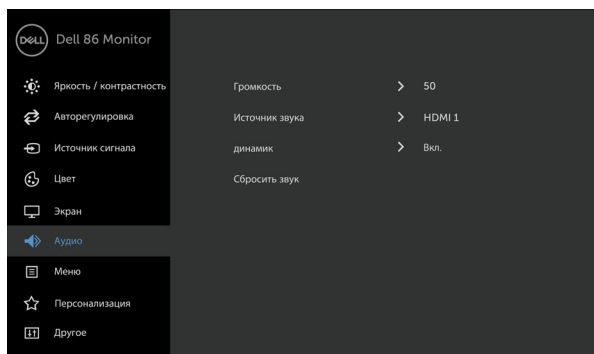 DELL Dell 86 Monitor
Яркость / контрастность
Громкость 50
Авторегулировка
Источник звука HDMI 1
Источник сигнала
динамик Вкл.
Цвет
Сбросить звук
Экран
Аудио
Меню
Персонализация
Другое